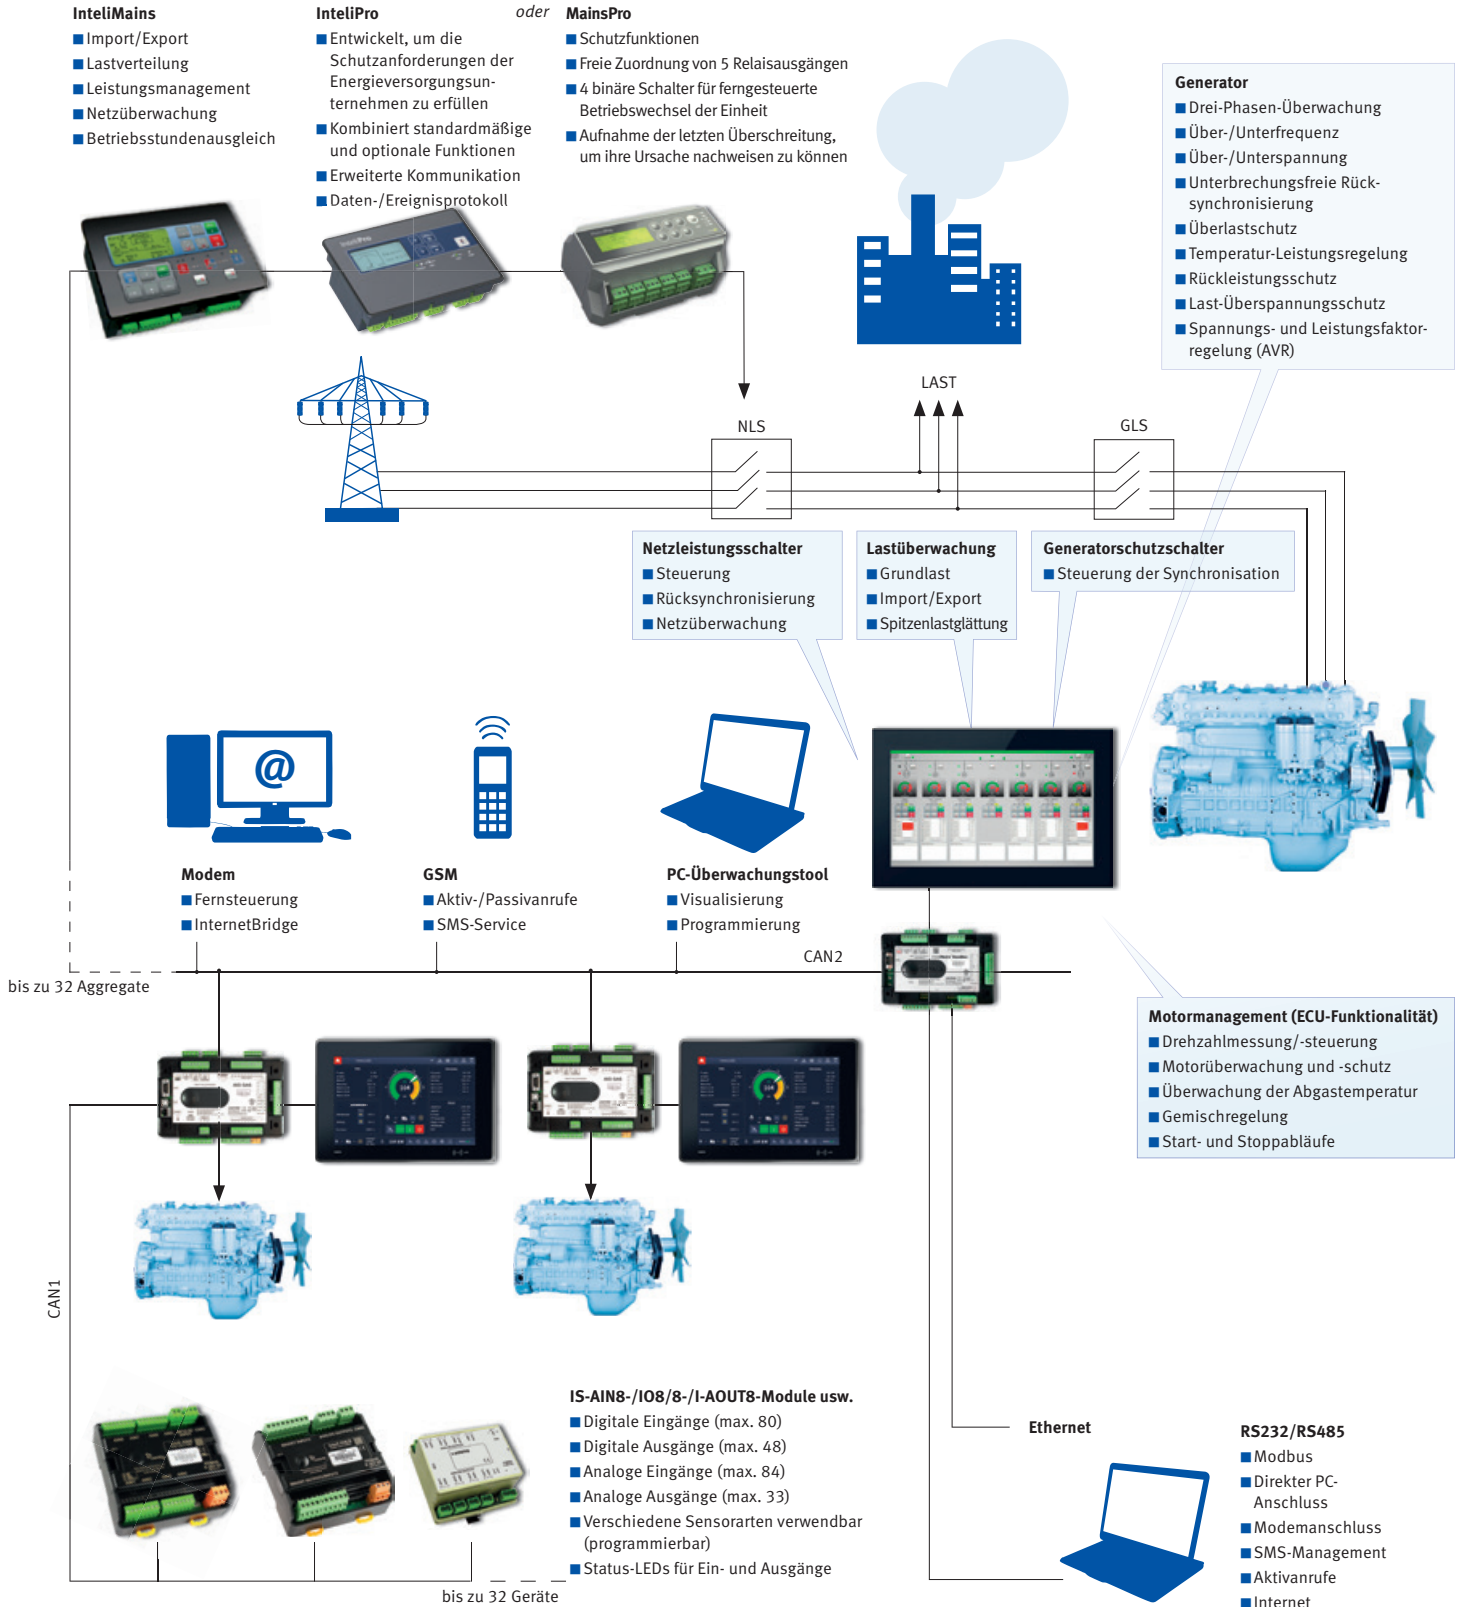 InteliMains
Import/Export
Lastverteilung
Leistungsmanagement
Netzüberwachung
Betriebsstundenausgleich
InteliPro
Entwickelt, um die
Schutzanforderungen der
Energieversorgungsun-
ternehmen zu erfüllen
Kombiniert standardmäßige
und optionale Funktionen
Erweiterte Kommunikation
Daten-/Ereignisprotokoll
oder
MainsPro
Schutzfunktionen
Freie Zuordnung von 5 Relaisausgängen
4 binäre Schalter für ferngesteuerte
Betriebswechsel der Einheit
Aufnahme der letzten Überschreitung,
um ihre Ursache nachweisen zu können
Generator
Drei-Phasen-Überwachung
Über-/Unterfrequenz
Über-/Unterspannung
Unterbrechungsfreie Rück-
synchronisierung
Überlastschutz
Temperatur-Leistungsregelung
Rückleistungsschutz
Last-Überspannungsschutz
Spannungs- und Leistungsfaktor-
regelung (AVR)
InteliPro
LAST
NLS
GLS
Netzleistungsschalter
Steuerung
Rücksynchronisierung
Netzüberwachung
Lastüberwachung
Grundlast
Import/Export
Spitzenlastglättung
Generatorschutzschalter
Steuerung der Synchronisation
@
Modem
Fernsteuerung
InternetBridge
GSM
Aktiv-/Passivanrufe
SMS-Service
PC-Überwachungstool
Visualisierung
Programmierung
CAN2
bis zu 32 Aggregate
Motormanagement (ECU-Funktionalität)
Drehzahlmessung/-steuerung
Motorüberwachung und -schutz
Überwachung der Abgastemperatur
Gemischregelung
Start- und Stoppabläufe
CAN1
IS-AIN8-/IO8/8-/I-AOUT8-Module usw.
Digitale Eingänge (max. 80)
Digitale Ausgänge (max. 48)
Analoge Eingänge (max. 84)
Analoge Ausgänge (max. 33)
Verschiedene Sensorarten verwendbar
(programmierbar)
Status-LEDs für Ein- und Ausgänge
bis zu 32 Geräte
Ethernet
RS232/RS485
Modbus
Direkter PC-
Anschluss
Modemanschluss
SMS-Management
Aktivanrufe
Internet